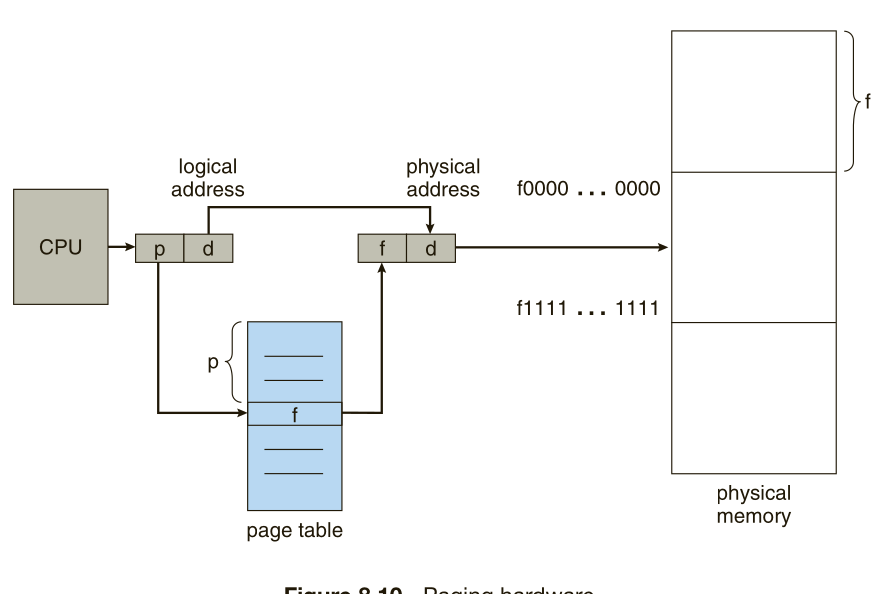 logical
address
physical
address
f0000 ... 0000
f
CPU
p
d
f
d
f1111 ... 1111
p
f
page table
physical
memory
Figure 8.10 Paging hardware.